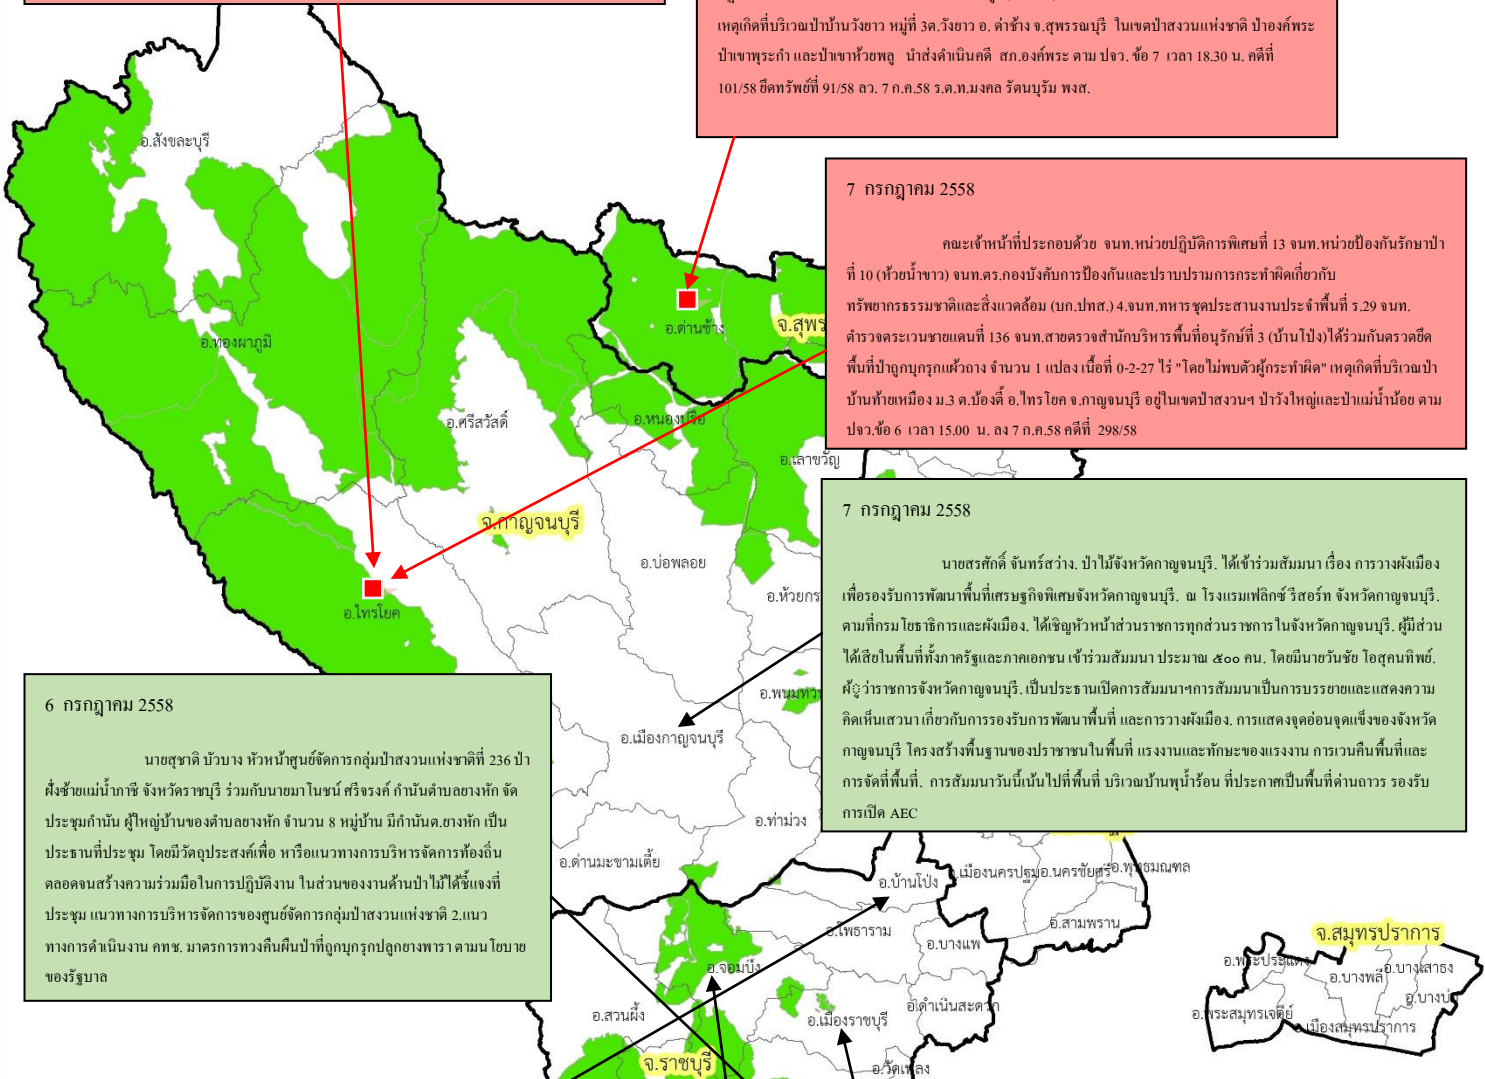 เหตุเกิดที่บริเวณป่าบ้านวังยาว หมู่ที่ 3ต.วังยาว อ. ด่าช้าง จ.สุพรรณบุรี ในเขตป่าสงวนแห่งชาติ ป่าองค์พระ
ป่าเขาพุระกำ และป่าเขาห้วยพลู นำส่งดำเนินคดี สภ.องค์พระ ตาม ปจว. ข้อ 7 เวลา 18.30 น. คดีที่
101/58 ยึดทรัพย์ที่ 91/58 ลว. 7 ก.ค.58 ร.ต.ท.มงคล รัตนบุรัม พงส.
อ.สังขละบุรี
7 กรกฎาคม 2558
คณะเจ้าหน้าที่ประกอบด้วย จนท.หน่วยปฏิบัติการพิเศษที่ 13 จนท.หน่วยป้องกันรักษาป่า
ที่ 10 (ห้วยน้ำขาว) จนท.ตร.กองบังคับการป้องกันและปราบปรามการกระทำผิดเกี่ยวกับ
ทรัพยากรธรรมชาติและสิ่งแวดล้อม (บก.ปทส.) 4.จนท.ทหารชุดประสานงานประจำพื้นที่ ร.29 จนท.
ตำรวจตระเวนชายแดนที่ 136 จนท.สายตรวจสำนักบริหารพื้นที่อนุรักษ์ที่ 3 (บ้านโป่ง)ได้ร่วมกันตรวตยึด
พื้นที่ป่าถูกบุกรุกแผ้วถาง จำนวน 1 แปลง เนื้อที่ 0-2-27 ไร่ "โดยไม่พบตัวผู้กระทำผิด" เหตุเกิดที่บริเวณป่า
บ้านท้ายเหมือง ม.3 ต.บ้องตี้ อ.ไทรโยค จ.กาญจนบุรี อยู่ในเขตป่าสงวนฯ ป่าวังใหญ่และป่าแม่น้ำน้อย ตาม
ปจว.ข้อ 6 เวลา 15.00 น. ลง 7 ก.ค.58 คดีที่ 298/58
อ.ด่านช้าง
จ.สุพร
อ.ทองผาภูมิ
อ.ศรีสวัสดิ์
อ.หนองปรือ
อ.เลาขวัญ
จ.กาญจนบุรี
อ.บ่อพลอย
อ.ห้วยกร
อ.ไทรโยค
7 กรกฎาคม 2558
นายสรศักดิ์ จันทร์สว่าง. ป่าไม้จังหวัดกาญจนบุรี. ได้เข้าร่วมสัมมนา เรื่อง การวางผังเมือง
เพื่อรองรับการพัฒนาพื้นที่เศรษฐกิจพิเศษจังหวัดกาญจนบุรี. ณ โรงแรมเฟลิกซ์ รีสอร์ท จังหวัดกาญจนบุรี.
ตามที่กรมโยธาธิการและผังเมือง. ได้เชิญหัวหน้าส่วนราชการทุกส่วนราชการในจังหวัดกาญจนบุรี. ผู้มีส่วน
ได้เสียในพื้นที่ทั้งภาครัฐและภาคเอกชน เข้าร่วมสัมมนา ประมาณ ๕๐๐ คน. โดยมีนายวันชัย โอสุคนทิพย์.
ผู้ว่าราชการจังหวัดกาญจนบุรี. เป็นประธานเปิดการสัมมนาฯการสัมมนาเป็นการบรรยายและแสดงความ
คิดเห็นเสวนา เกี่ยวกับการรองรับการพัฒนาพื้นที่ และการวางผังเมือง. การแสดงจุดอ่อนจุดแข็งของจังหวัด
กาญจนบุรี โครงสร้างพื้นฐานของปราชาชนในพื้นที่ แรงงานและทักษะของแรงงาน การเวนคืนพื้นที่และ
การจัดที่พื้นที่. การสัมมนาวันนี้เน้นไปที่พื้นที่ บริเวณบ้านพุน้ำร้อน ที่ประกาศเป็นพื้นที่ด่านถาวร รองรับ
การเปิด AEC
อ.พนมทวน
อ.เมืองกาญจนบุรี
อ.ท่าม่วง
อ.ด่านมะขามเตี้ย
6 กรกฎาคม 2558
นายสุชาติ บัวบาง หัวหน้าศูนย์จัดการกลุ่มป่าสงวนแห่งชาติที่ 236 ป่า
ฝั่งซ้ายแม่น้ำภาชี จังหวัดราชบุรี ร่วมกับนายมาโนชน์ ศรีจรงค์ กำนันตำบลยางหัก จัด
ประชุมกำนัน ผู้ใหญ่บ้านของตำบลยางหัก จำนวน 8 หมู่บ้าน มีกำนันต.ยางหัก เป็น
ประธานที่ประชุม โดยมีวัตถุประสงค์เพื่อ หารือแนวทางการบริหารจัดการท้องถิ่น
ตลอดจนสร้างความร่วมมือในการปฏิบัติงาน ในส่วนของงานด้านป่าไม้ได้ชี้แจงที่
ประชุม แนวทางการบริหารจัดการของศูนย์จัดการกลุ่มป่าสงวนแห่งชาติ 2.แนว
ทางการดำเนินงาน คทช. มาตรการทวงคืนผืนป่าที่ถูกบุกรุกปลูกยางพารา ตามนโยบาย
ของรัฐบาล
อ.บ้านโป่ง
อ.เมืองนครปฐม
อ.นครชัยศรี
อ.พุทธมณฑล
อ.สามพราน
อ.โพธาราม
อ.บางแพ
อ.จอมบึง
อ.สวนผึ้ง
อ.เมืองราชบุรี
อ.ดำเนินสะดวก
อ.วัดเพลง
จ.ราชบุรี
จ.สมุทรปราการ
อ.พระประแดง
อ.บางพลี
อ.บางเสาธง
อ.บางบ่อ
อ.พระสมุทรเจดีย์
อ.เมืองสมุทรปราการ